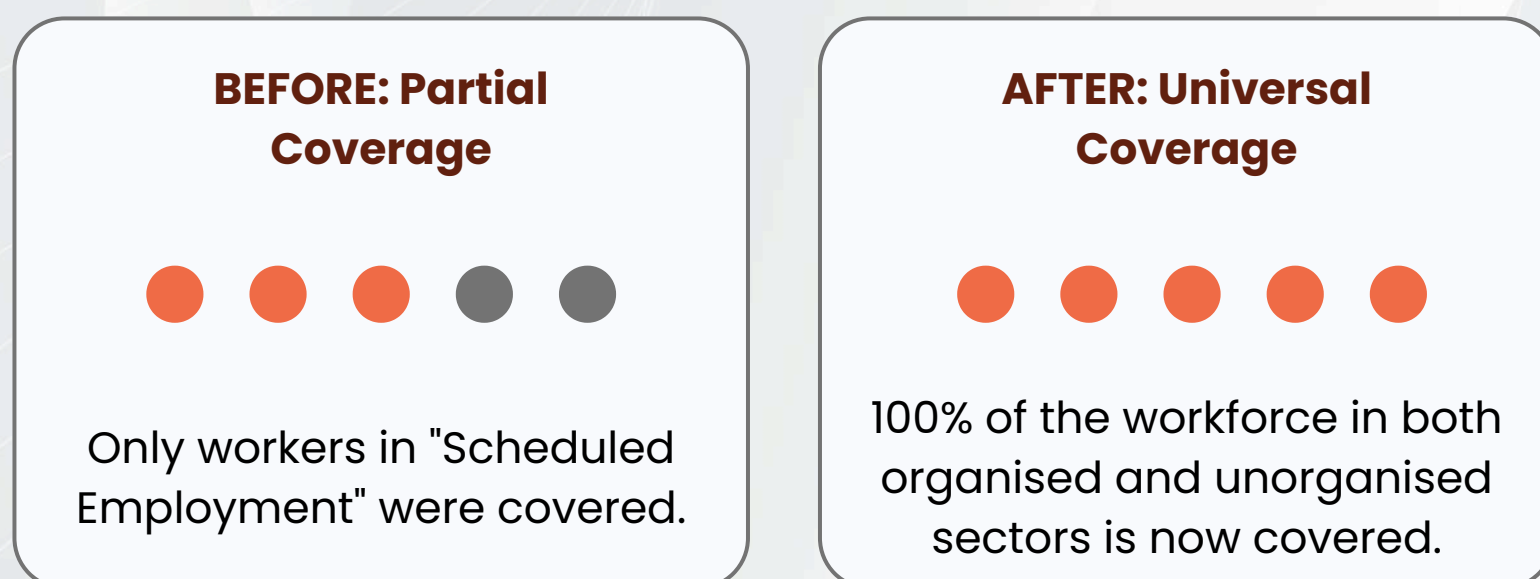 BEFORE: Partial
Coverage
Only workers in "Scheduled
Employment" were covered.
AFTER: Universal
Coverage
100% of the workforce in both
organised and unorganised
sectors is now covered.